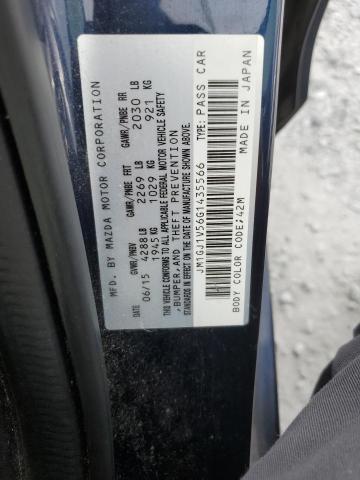 MFD. BY MAZDA MOTOR CORPORATION
DATE GVWR/PNBV GAWR/PNBE FRT GAWR/PNBE RR
06/15 4288 LB 2269 LB 2030 LB
1945 KG 1029 KG 921 KG
THIS VEHICLE CONFORMS TO ALL APPLICABLE FEDERAL MOTOR VEHICLE SAFETY
,BUMPER,AND THEFT PREVENTION
STANDARDS IN EFFECT ON THE DATE OF MANUFACTURE SHOWN ABOVE.
JM1GJ1V56G1435566 TYPE: PASS CAR
BODY COLOR CODE:42M MADE IN JAPAN